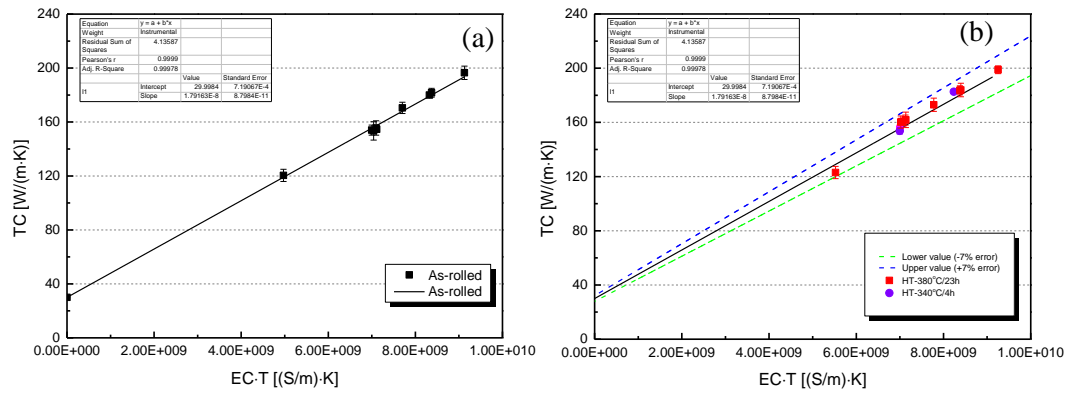 Equation y = a + b*x
Weight Instrumental
Residual Sum of Squares 4.13587
Pearson's r 0.9999
Adj. R-Square 0.99978
Value Standard Error
I1 Intercept 29.9984 7.19067E-4
Slope 1.79163E-8 8.7984E-11
(a)
240
200
160
120
80
40
0
TC [W/(m·K)]
As-rolled
As-rolled
0.00E+000 2.00E+009 4.00E+009 6.00E+009 8.00E+009 1.00E+010
EC·T [(S/m)·K]
Equation y = a + b*x
Weight Instrumental
Residual Sum of Squares 4.13587
Pearson's r 0.9999
Adj. R-Square 0.99978
Value Standard Error
I1 Intercept 29.9984 7.19067E-4
Slope 1.79163E-8 8.7984E-11
(b)
240
200
160
120
80
40
0
TC [W/(m·K)]
Lower value (-7% error)
Upper value (+7% error)
HT-380°C/23h
HT-340°C/4h
0.00E+000 2.00E+009 4.00E+009 6.00E+009 8.00E+009 1.00E+010
EC·T [(S/m)·K]